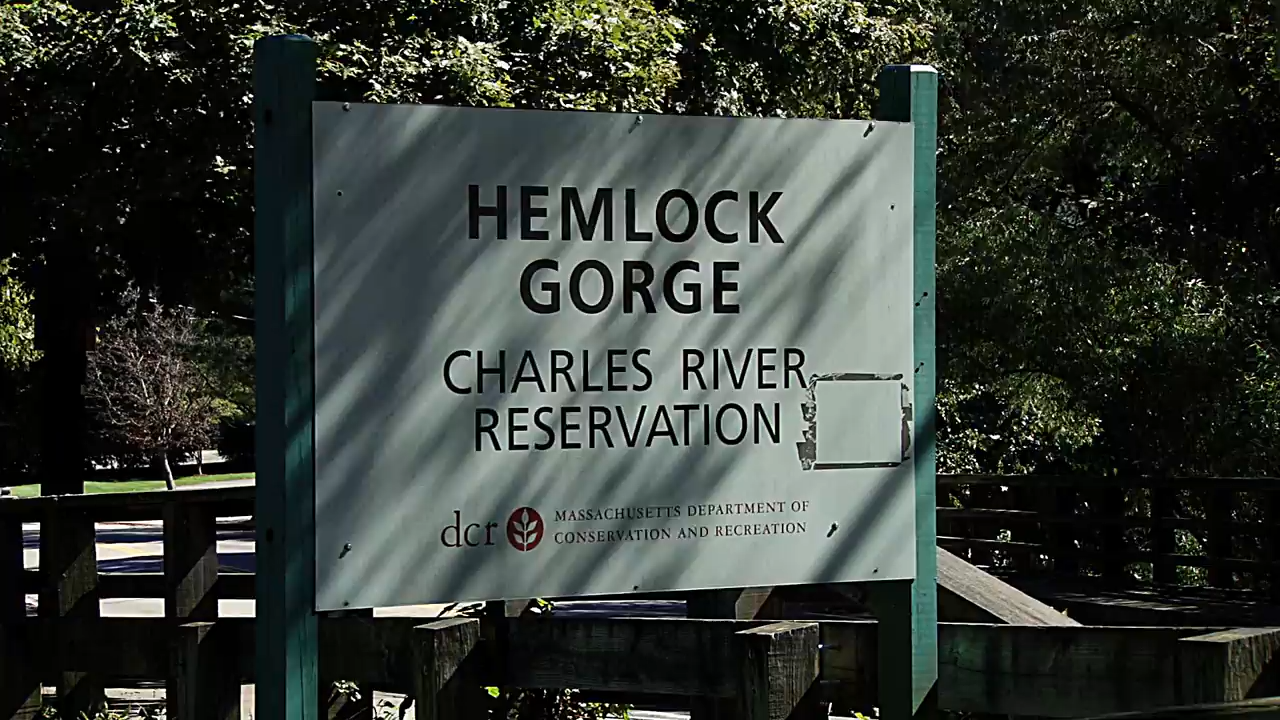 HEMLOCK
GORGE
CHARLES RIVER
RESERVATION
dcr
MASSACHUSETTS DEPARTMENT OF
CONSERVATION AND RECREATION